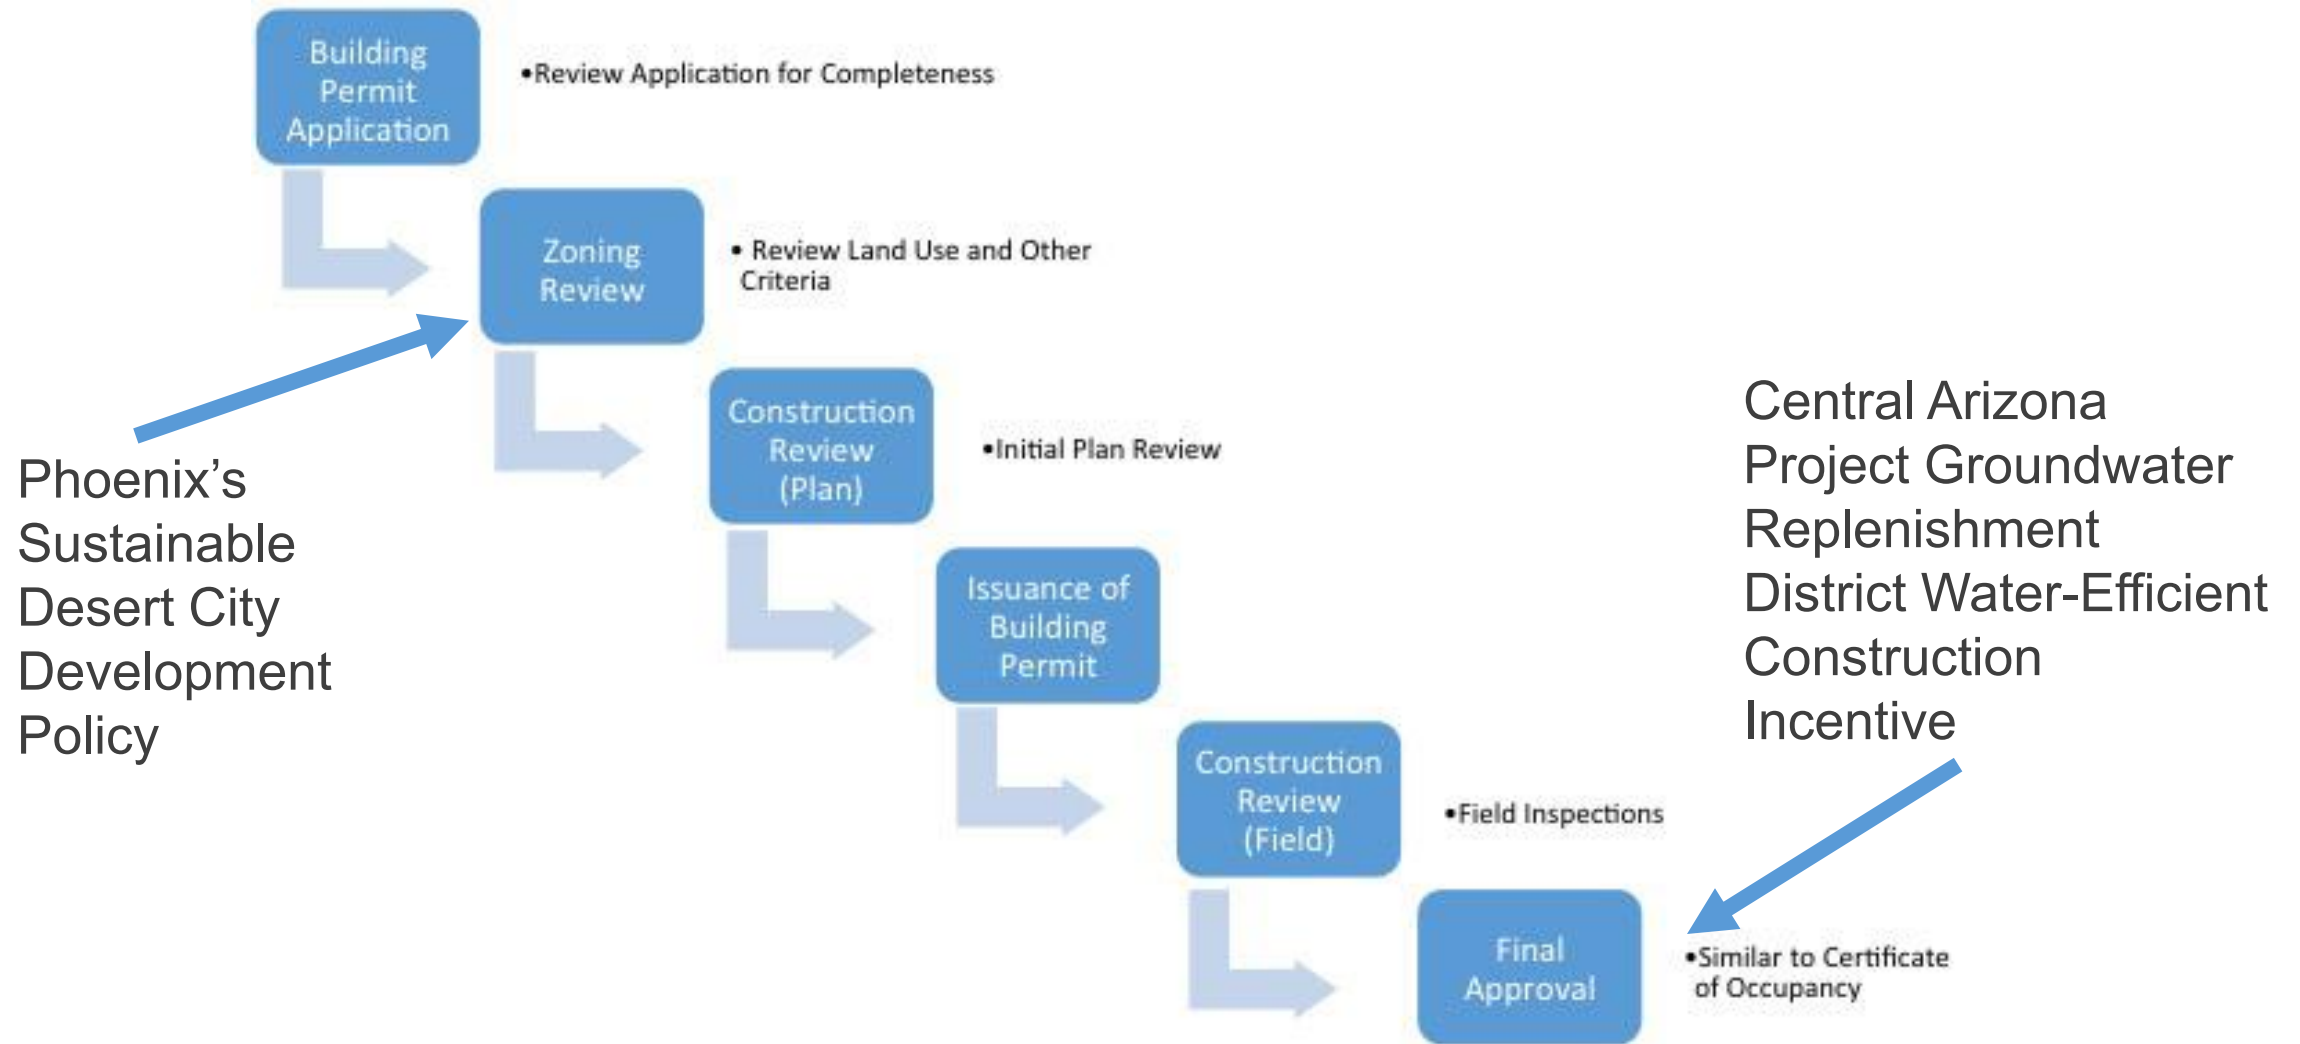 Building
Permit
Application
•Review Application for Completeness
Zoning
Review
• Review Land Use and Other
Criteria
Construction
Review
(Plan)
•Initial Plan Review
Issuance of
Building
Permit
Construction
Review
(Field)
•Field Inspections
Final
Approval
•Similar to Certificate
of Occupancy
Phoenix’s
Sustainable
Desert City
Development
Policy
Central Arizona
Project Groundwater
Replenishment
District Water-Efficient
Construction
Incentive